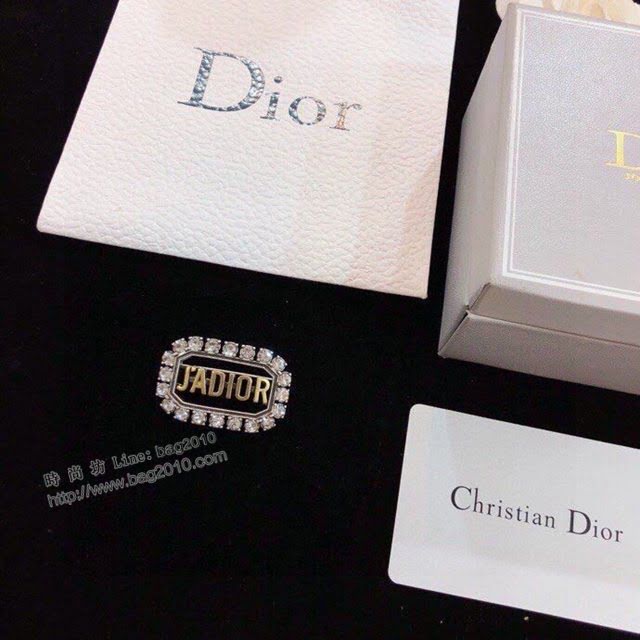 Dior
J'ADIOR
時尚坊 Line: bag2010
http://www.bag2010.com/
Christian Dior